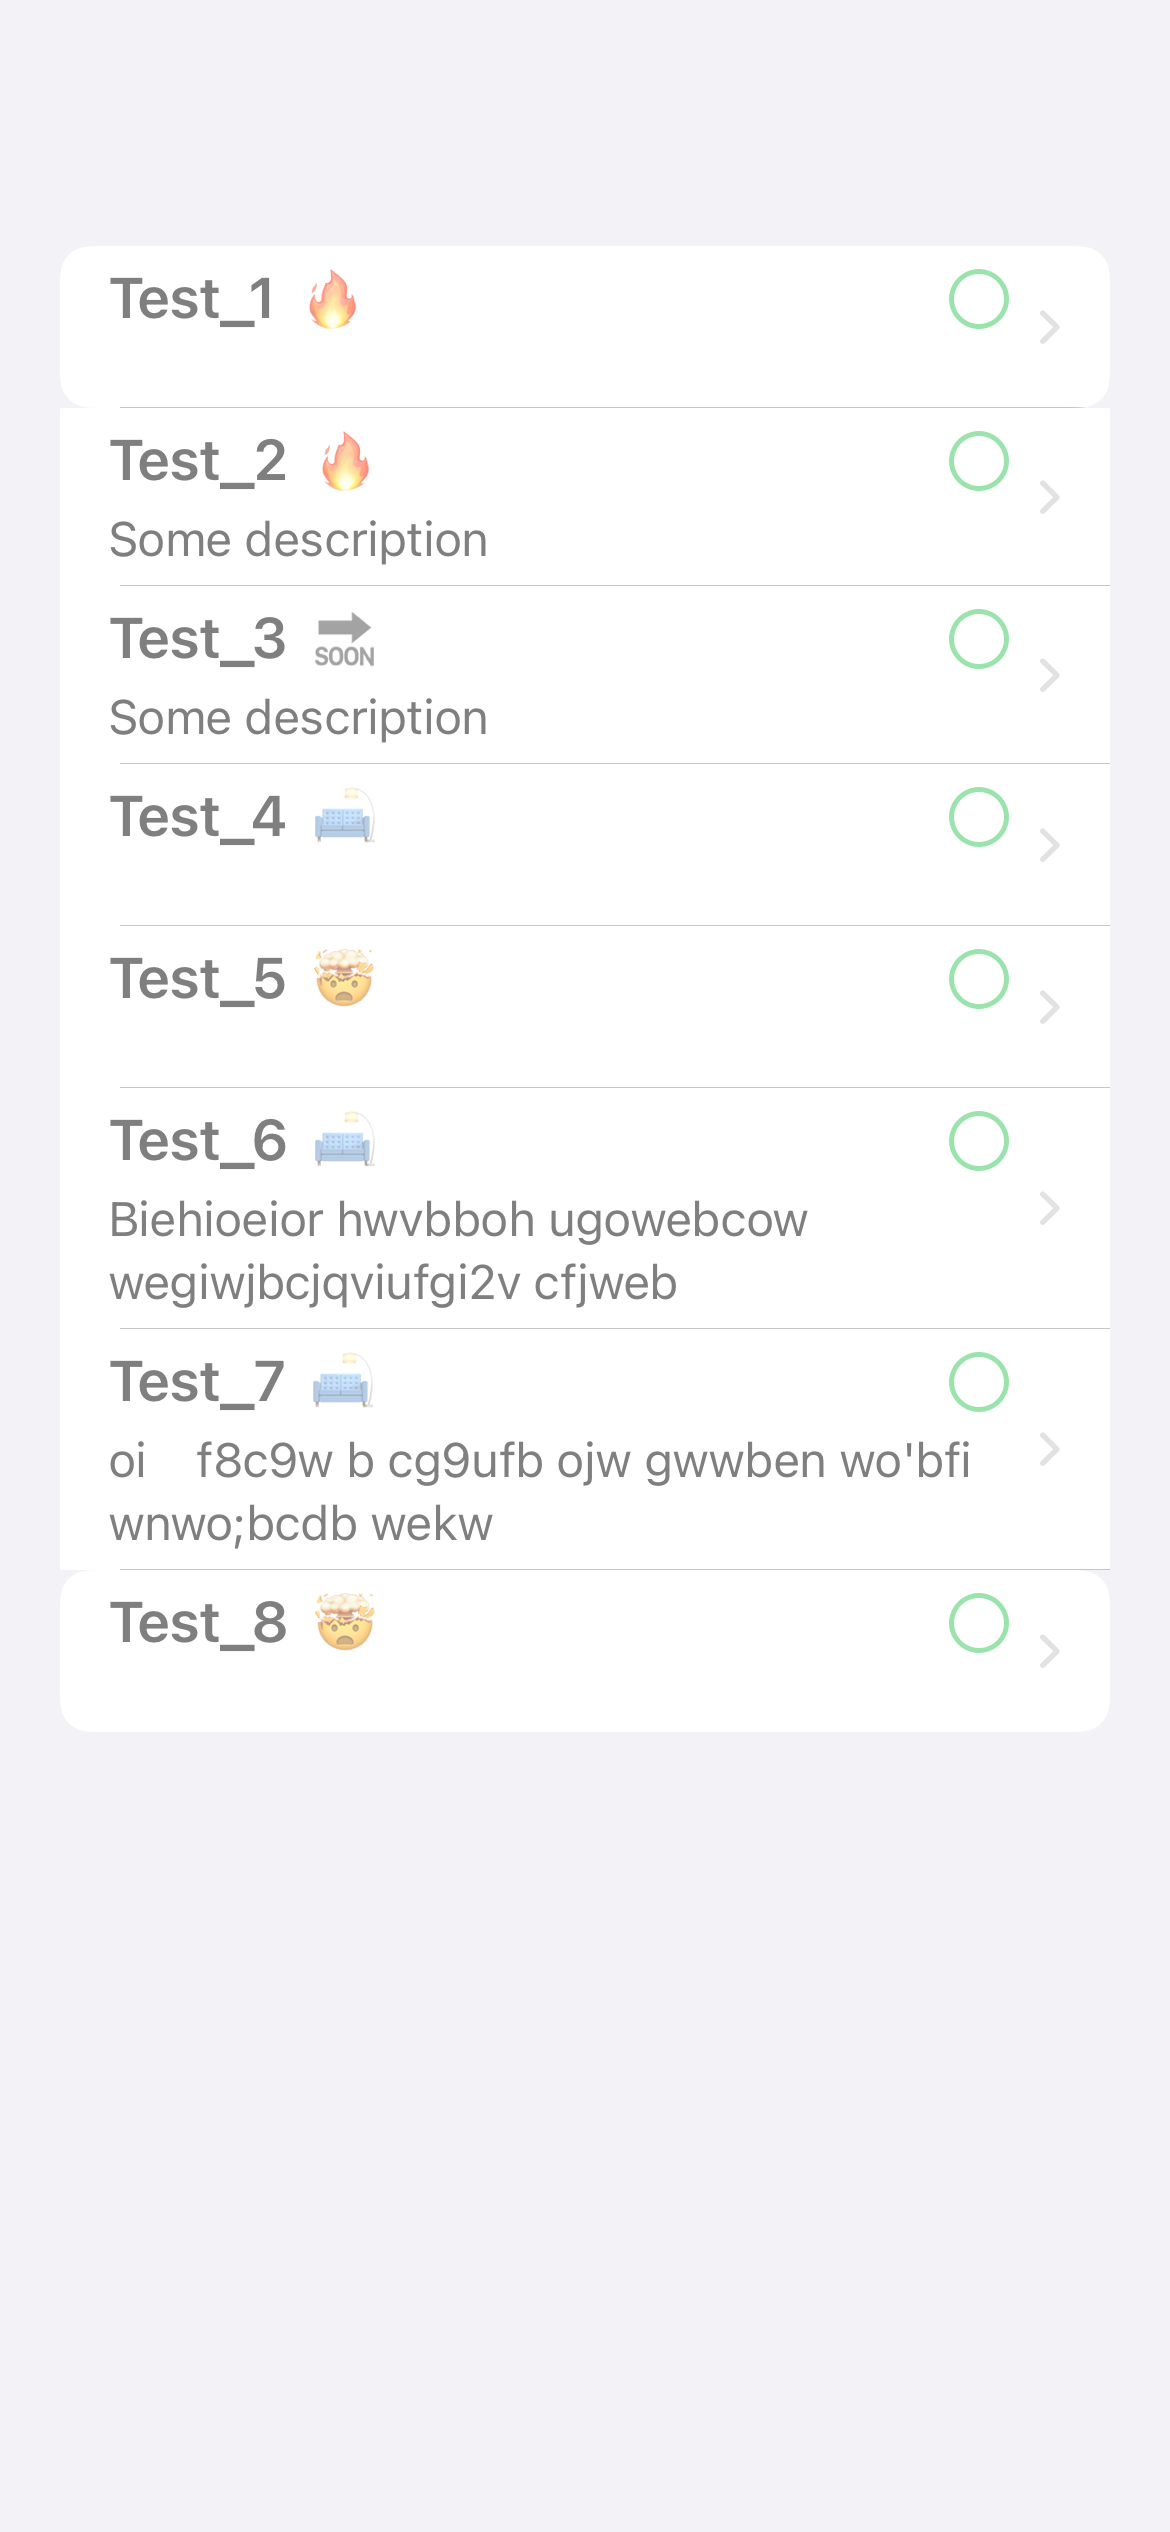 Test_1 🔥
Test_2 🔥
Some description
Test_3 🔜
Some description
Test_4 🛋️
Test_5 🤯
Test_6 🛋️
Biehioeior hwvbboh ugowebcow
wegiwjbcjqviufgi2v cfjweb
Test_7 🛋️
oi    f8c9w b cg9ufb ojw gwwben wo'bfi
wnwo;bcdb wekw
Test_8 🤯